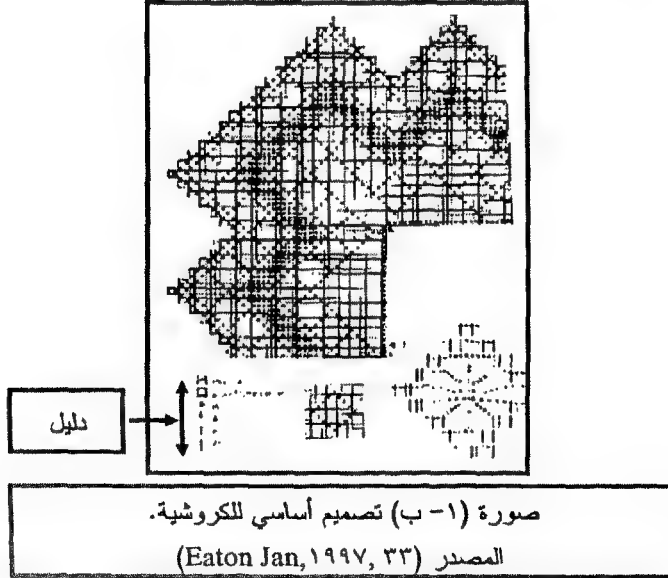 دليل
صورة (١- ب) تصميم أساسي للكروشية.
المصدر (Eaton Jan,١٩٩٧, ٣٣)